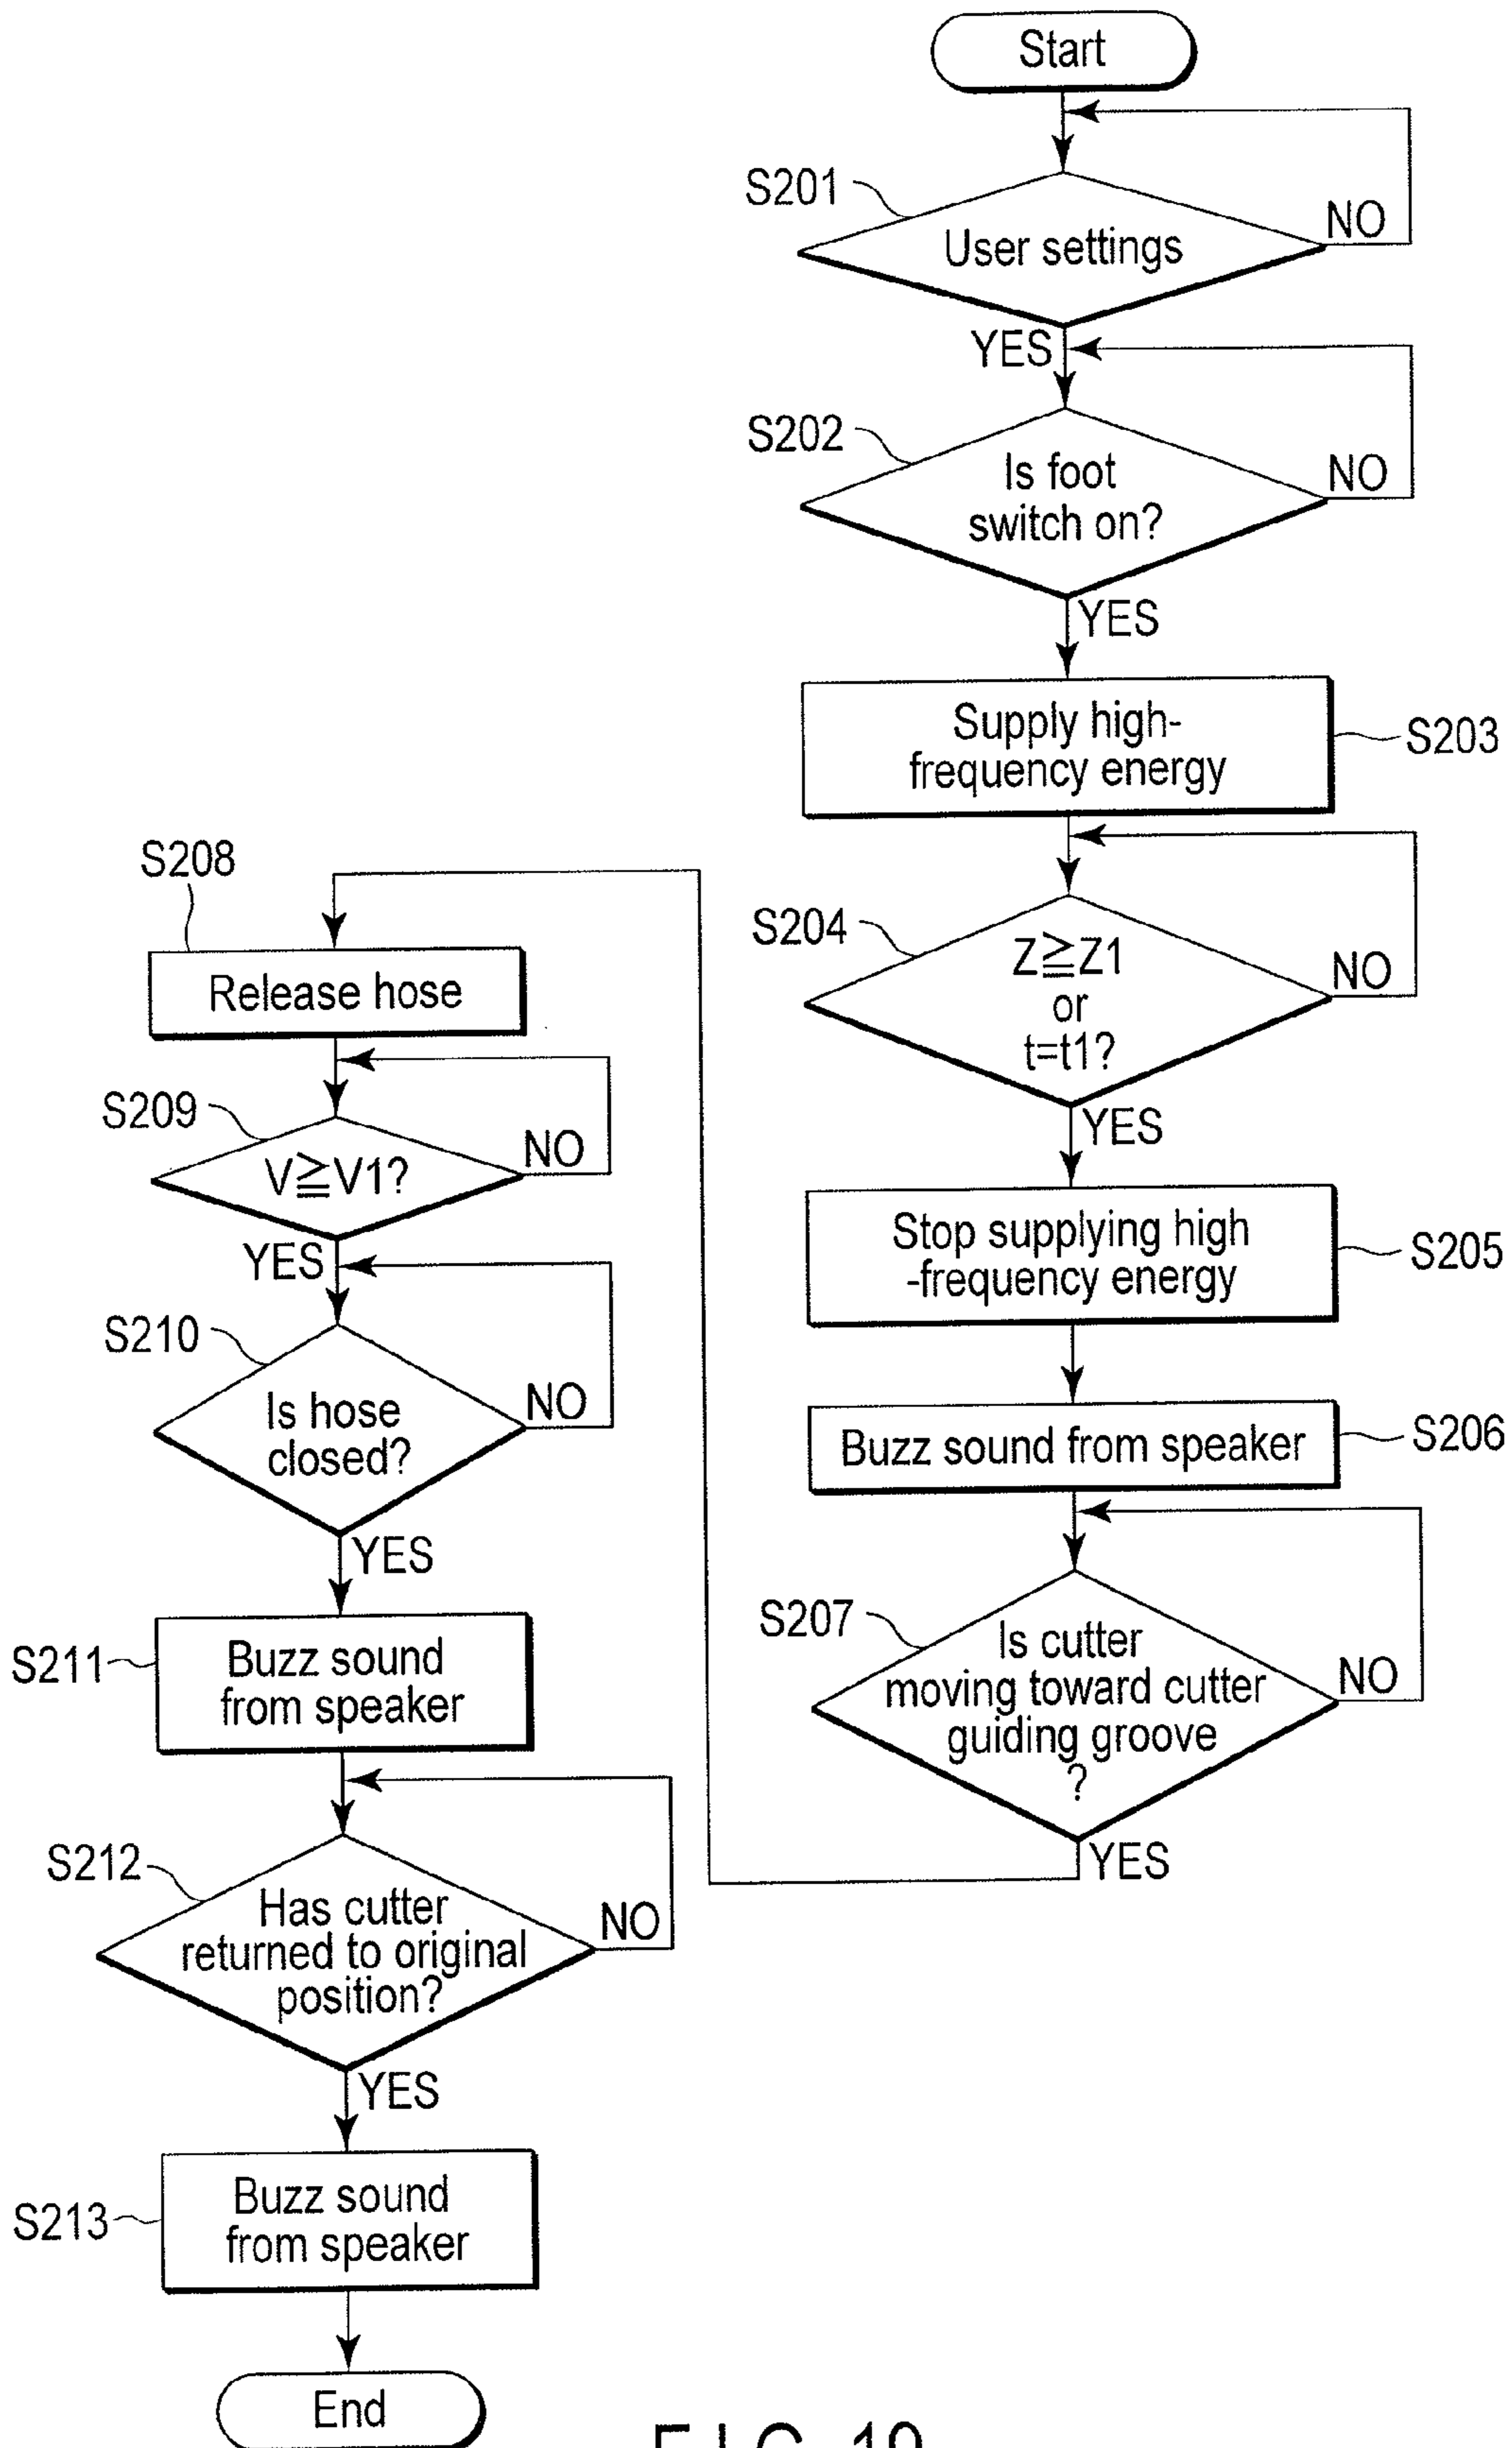 Start
S201
User settings
NO
YES
S202
Is foot
switch on?
NO
YES
Supply high-
frequency energy
S203
S204
Z≧Z1
or
t=t1?
NO
YES
Stop supplying high
-frequency energy
S205
Buzz sound from speaker
S206
S207
Is cutter
moving toward cutter
guiding groove
?
NO
YES
S208
Release hose
S209
V≧V1?
NO
YES
S210
Is hose
closed?
NO
YES
S211
Buzz sound
from speaker
S212
Has cutter
returned to original
position?
NO
YES
S213
Buzz sound
from speaker
End